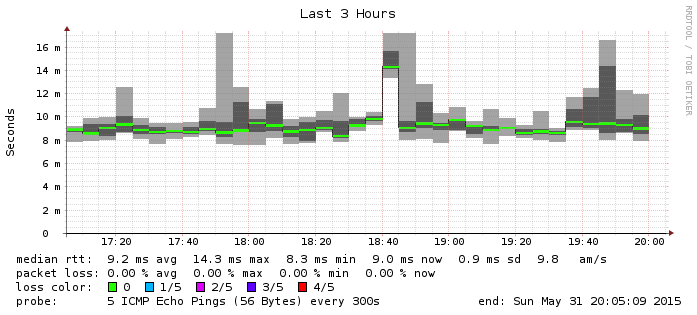 Last 3 Hours
RRDTOOL / TOBI OETIKER
Seconds
16 m
14 m
12 m
10 m
8 m
6 m
4 m
2 m
0
17:20 17:40 18:00 18:20 18:40 19:00 19:20 19:40 20:00
median rtt: 9.2 ms avg 14.3 ms max 8.3 ms min 9.0 ms now 0.9 ms sd 9.8 am/s
packet loss: 0.00 % avg 0.00 % max 0.00 % min 0.00 % now
loss color: 0 1/5 2/5 3/5 4/5
probe: 5 ICMP Echo Pings (56 Bytes) every 300s end: Sun May 31 20:05:09 2015